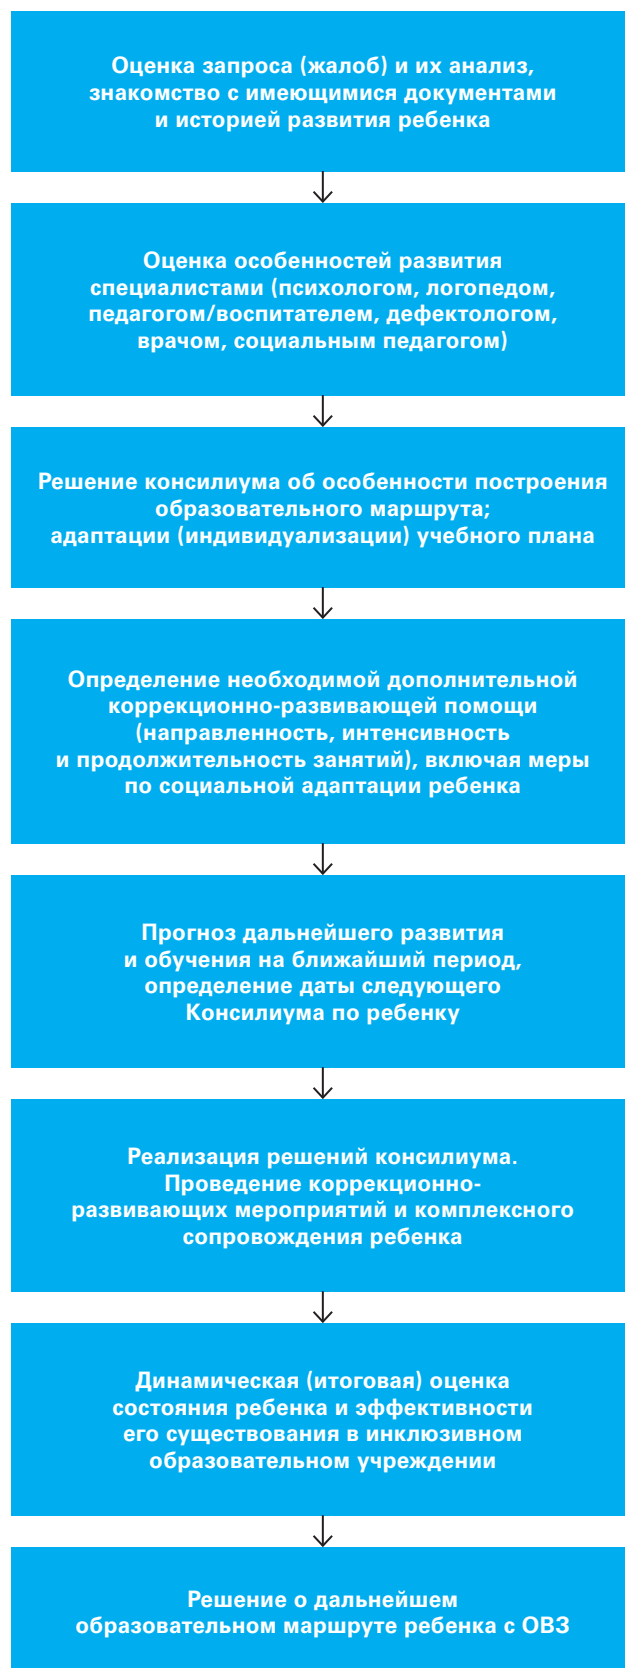 Оценка запроса (жалоб) и их анализ,
знакомство с имеющимися документами
и историей развития ребенка
Оценка особенностей развития
специалистами (психологом, логопедом,
педагогом/воспитателем, дефектологом,
врачом, социальным педагогом)
Решение консилиума об особенности построения
образовательного маршрута;
адаптации (индивидуализации) учебного плана
Определение необходимой дополнительной
коррекционно-развивающей помощи
(направленность, интенсивность
и продолжительность занятий), включая меры
по социальной адаптации ребенка
Прогноз дальнейшего развития
и обучения на ближайший период,
определение даты следующего
Консилиума по ребенку
Реализация решений консилиума.
Проведение коррекционно-
развивающих мероприятий и комплексного
сопровождения ребенка
Динамическая (итоговая) оценка
состояния ребенка и эффективности
его существования в инклюзивном
образовательном учреждении
Решение о дальнейшем
образовательном маршруте ребенка с ОВЗ